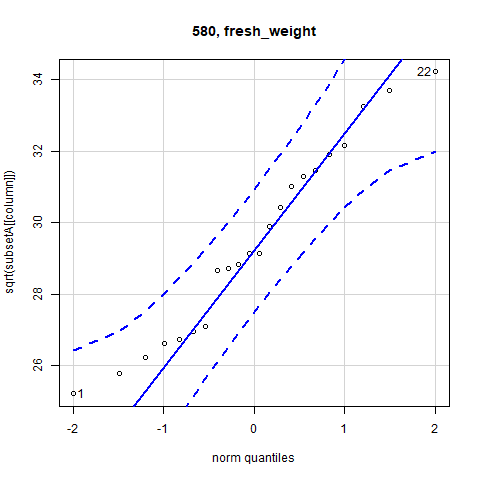 580, fresh_weight
sqrt(subsetA[[column]])
34
32
30
28
26
22
1
-2 -1 0 1 2
norm quantiles